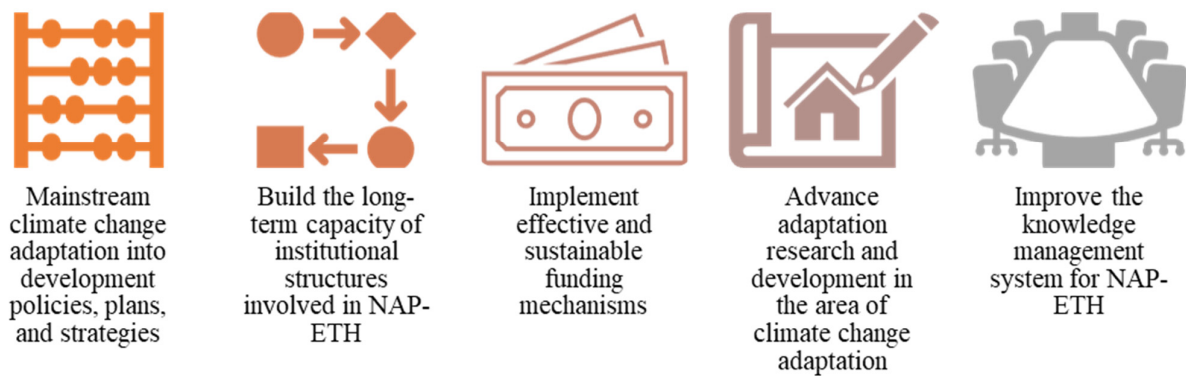 Mainstream
climate change
adaptation into
development
policies, plans,
and strategies
Build the long-
term capacity of
institutional
structures
involved in NAP-
ETH
Implement
effective and
sustainable
funding
mechanisms
Advance
adaptation
research and
development in
the area of
climate change
adaptation
Improve the
knowledge
management
system for NAP-
ETH